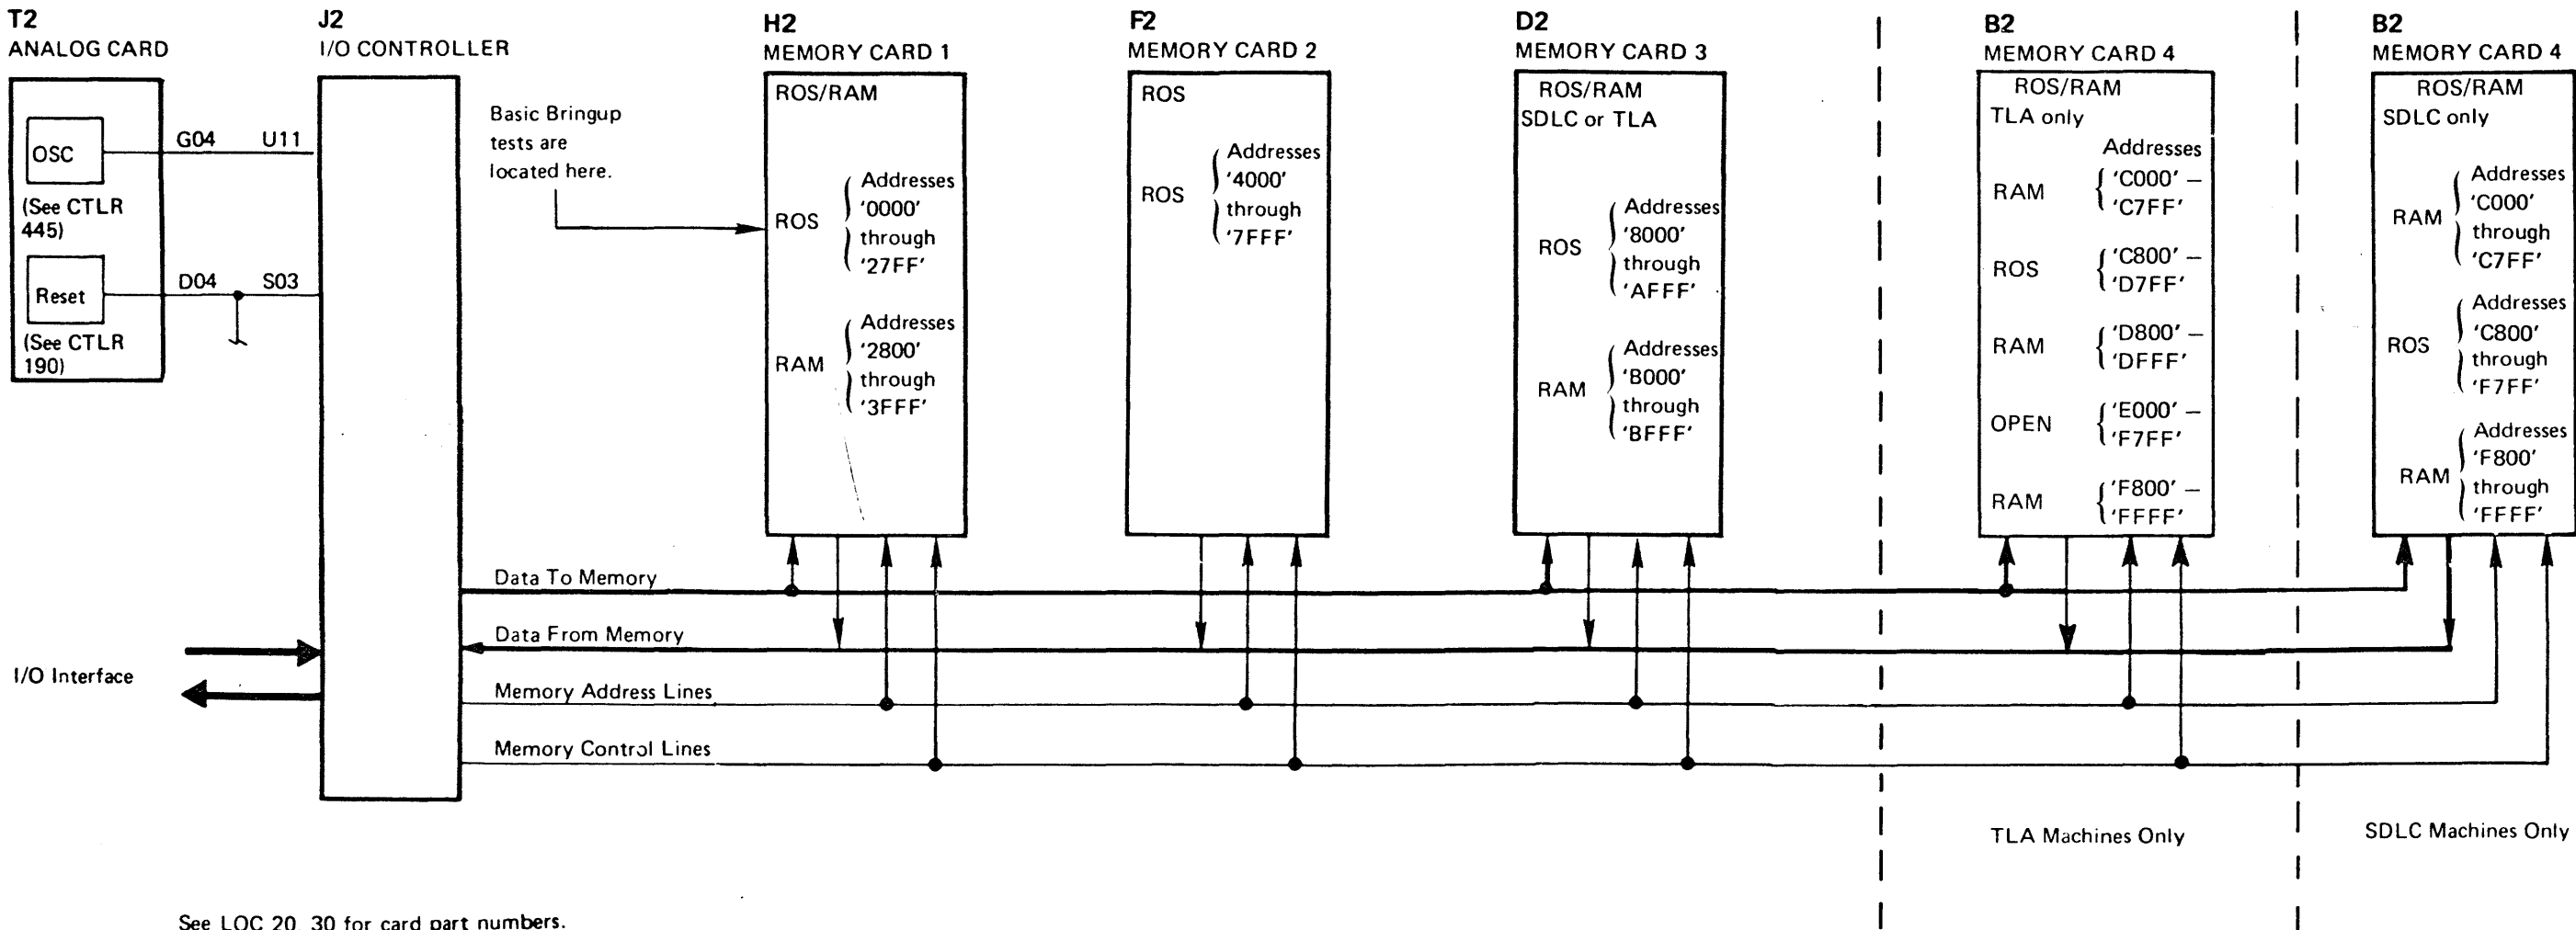 T2
ANALOG CARD
OSC
(See CTLR
445)
Reset
(See CTLR
190)
G04 U11
D04 S03
J2
I/O CONTROLLER
I/O Interface
Basic Bringup
tests are
located here.
H2
MEMORY CARD 1
ROS/RAM
ROS
Addresses
'0000'
through
'27FF'
RAM
Addresses
'2800'
through
'3FFF'
F2
MEMORY CARD 2
ROS
ROS
Addresses
'4000'
through
'7FFF'
D2
MEMORY CARD 3
ROS/RAM
SDLC or TLA
ROS
Addresses
'8000'
through
'AFFF'
RAM
Addresses
'B000'
through
'BFFF'
B2
MEMORY CARD 4
ROS/RAM
TLA only
Addresses
RAM
'C000' –
'C7FF'
ROS
'C800' –
'D7FF'
RAM
'D800' –
'DFFF'
OPEN
'E000' –
'F7FF'
RAM
'F800' –
'FFFF'
B2
MEMORY CARD 4
ROS/RAM
SDLC only
RAM
Addresses
'C000'
through
'C7FF'
ROS
Addresses
'C800'
through
'F7FF'
RAM
Addresses
'F800'
through
'FFFF'
Data To Memory
Data From Memory
Memory Address Lines
Memory Control Lines
TLA Machines Only
SDLC Machines Only
See LOC 20, 30 for card part numbers.